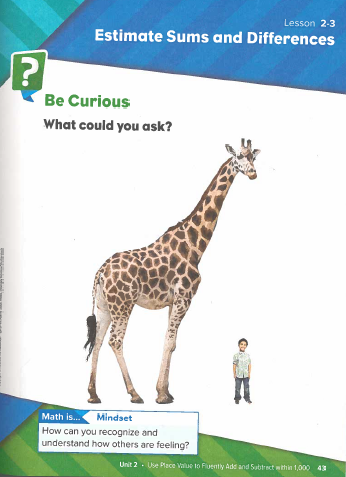 Lesson 2-3
Estimate Sums and Differences
?
Be Curious
What could you ask?
Math is... Mindset
How can you recognize and
understand how others are feeling?
Unit 2 • Use Place Value to Fluently Add and Subtract within 1,000 43